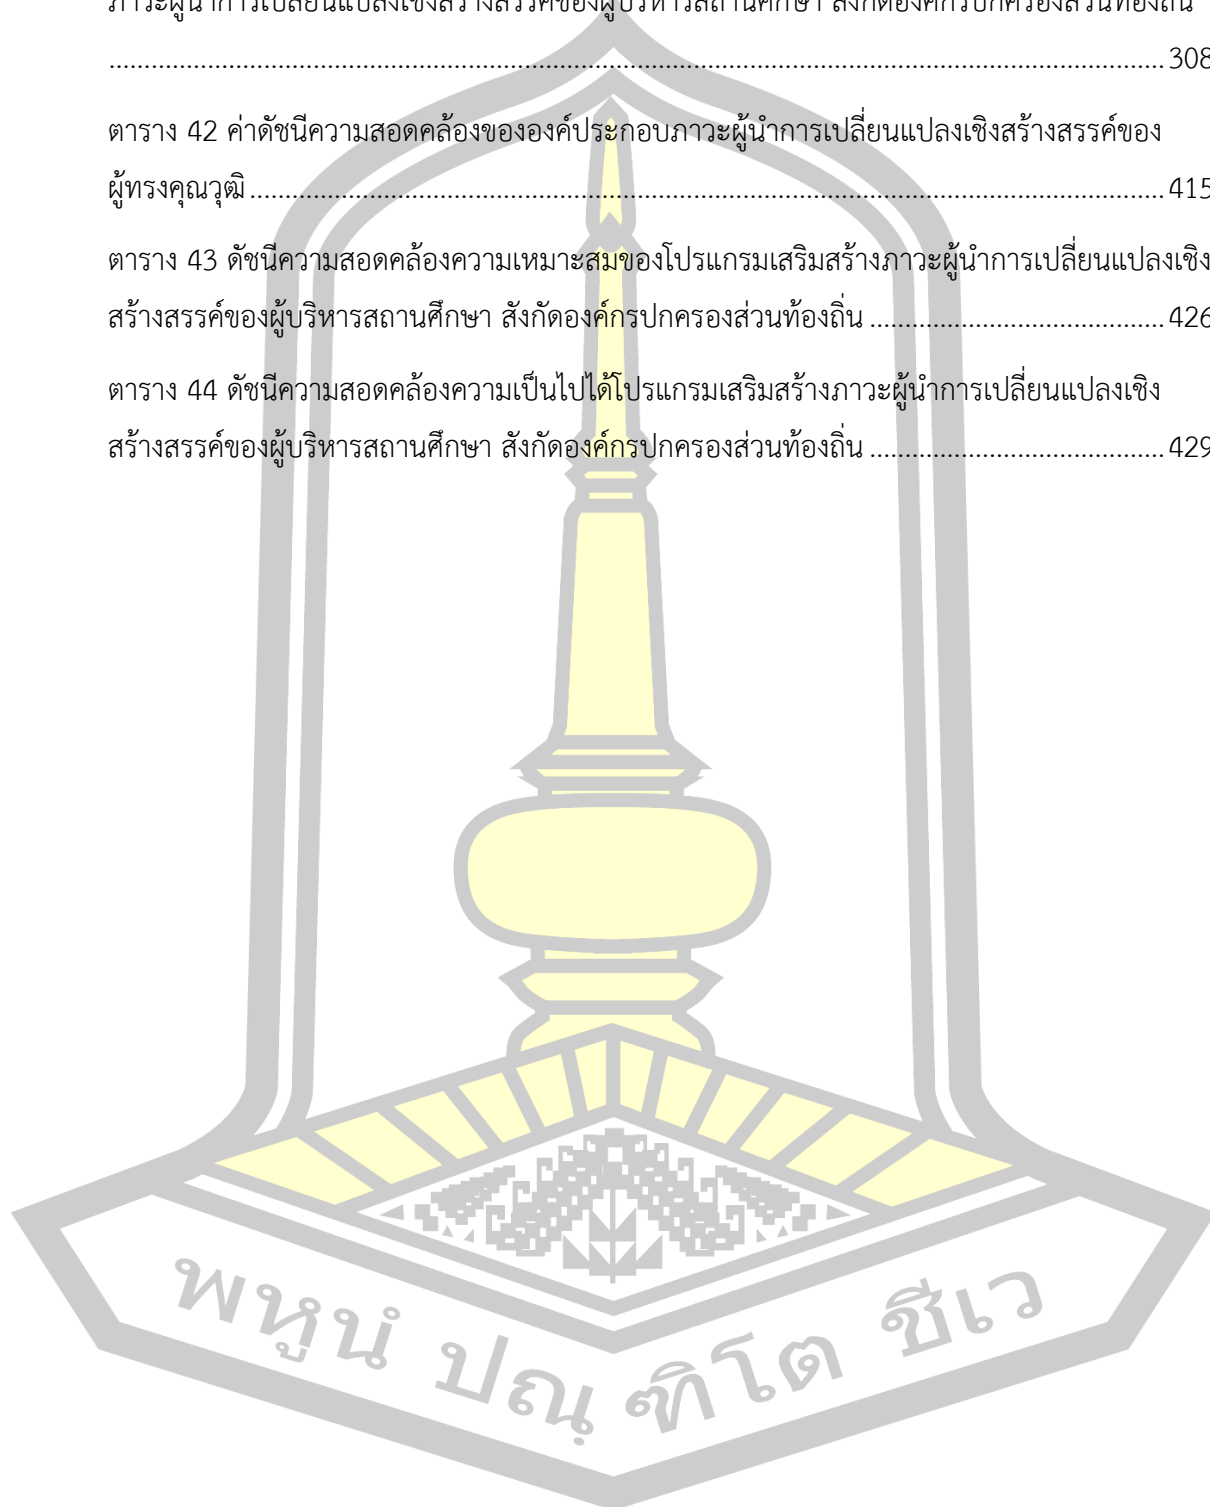 ภาวะผู้นำการเปลี่ยนแปลงเชิงสร้างสรรค์ของผู้บริหารสถานศึกษา สังกัดองค์กรปกครองส่วนท้องถิ่น
........................................................................................................................................................ 308
ตาราง 42 ค่าดัชนีความสอดคล้องขององค์ประกอบภาวะผู้นำการเปลี่ยนแปลงเชิงสร้างสรรค์ของ
ผู้ทรงคุณวุฒิ .................................................................................................................................... 415
ตาราง 43 ดัชนีความสอดคล้องความเหมาะสมของโปรแกรมเสริมสร้างภาวะผู้นำการเปลี่ยนแปลงเชิง
สร้างสรรค์ของผู้บริหารสถานศึกษา สังกัดองค์กรปกครองส่วนท้องถิ่น .......................................... 426
ตาราง 44 ดัชนีความสอดคล้องความเป็นไปได้โปรแกรมเสริมสร้างภาวะผู้นำการเปลี่ยนแปลงเชิง
สร้างสรรค์ของผู้บริหารสถานศึกษา สังกัดองค์กรปกครองส่วนท้องถิ่น .......................................... 429
พหูนํ ปณฺฑิโต ชีเว